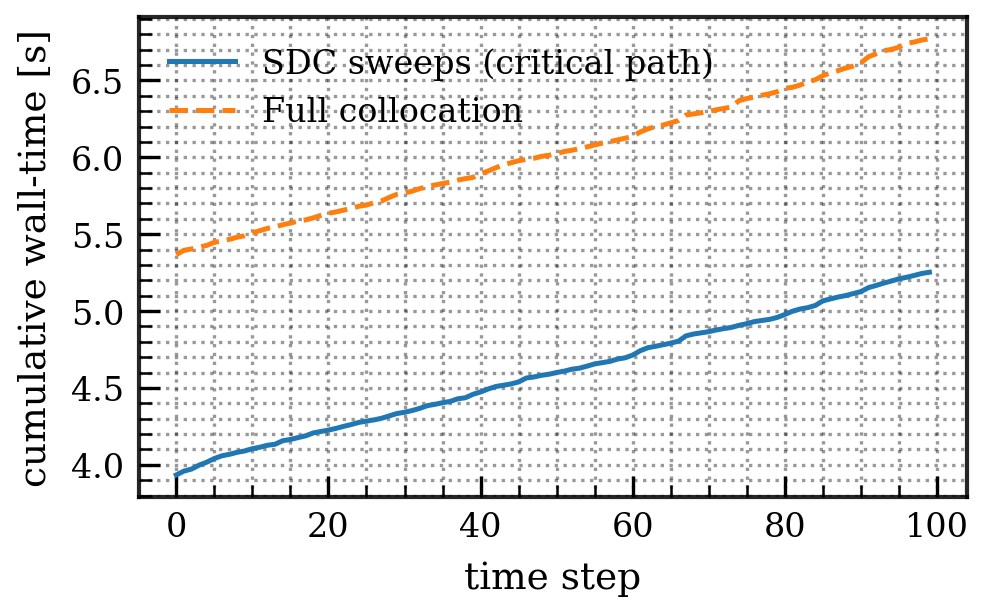 SDC sweeps (critical path)
Full collocation
cumulative wall-time [s]
6.5
6.0
5.5
5.0
4.5
4.0
0 20 40 60 80 100
time step